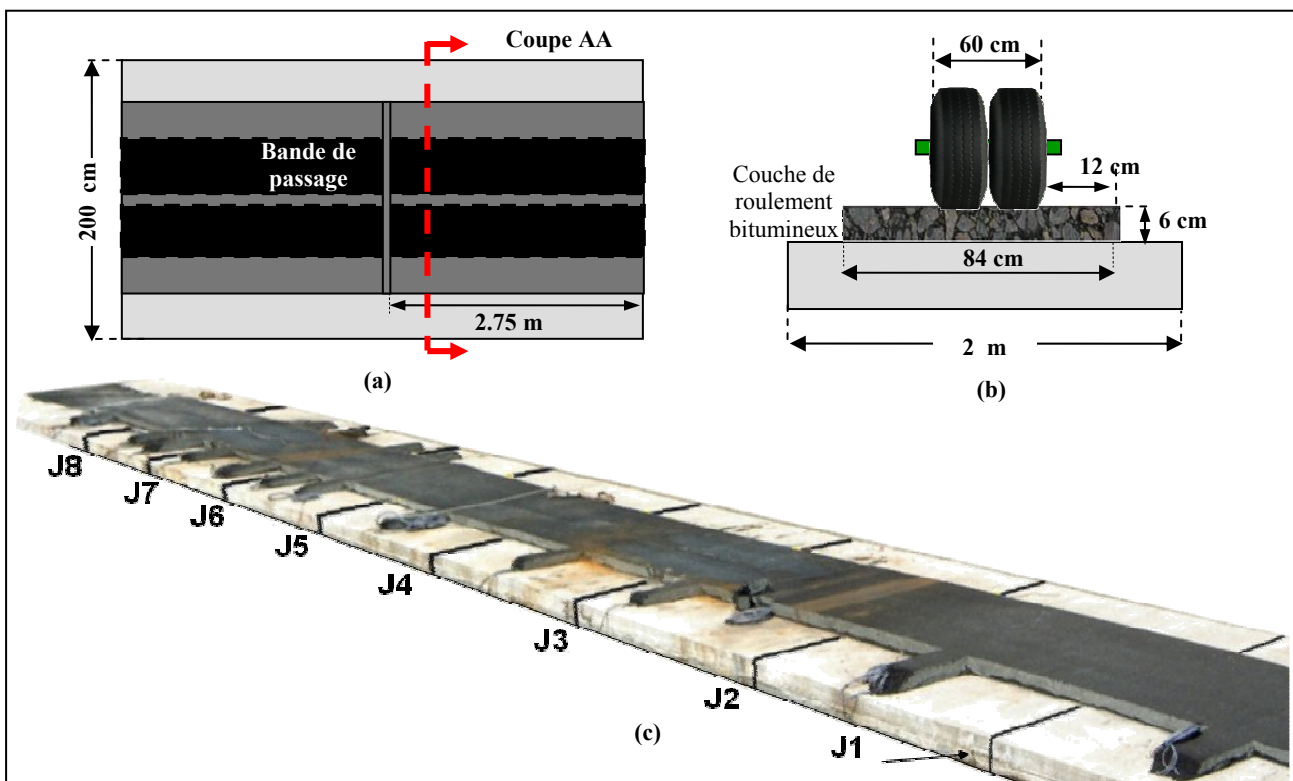 Coupe AA
200 cm
Bande de
passage
2.75 m
(a)
60 cm
12 cm
Couche de
roulement
bitumineux
6 cm
84 cm
2 m
(b)
J8
J7
J6
J5
J4
J3
J2
J1
(c)